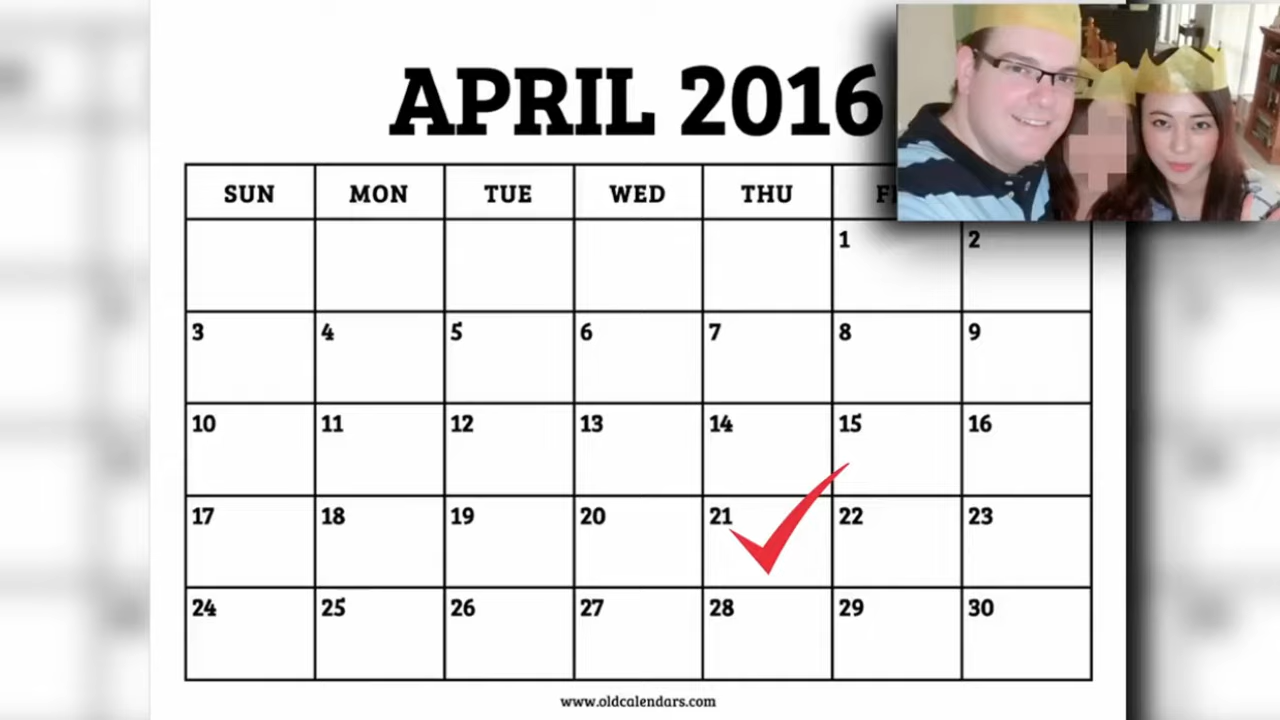 APRIL 2016
SUN MON TUE WED THU
1 2
3 4 5 6 7 8 9
10 11 12 13 14 15 16
17 18 19 20 21 22 23
24 25 26 27 28 29 30
www.oldcalendars.com